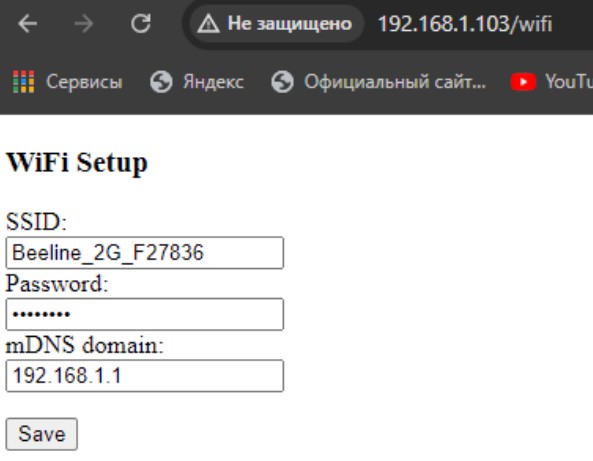 Не защищено 192.168.1.103/wifi
Сервисы Яндекс Официальный сайт... YouTu
WiFi Setup
SSID:
Beeline_2G_F27836
Password:
••••••••
mDNS domain:
192.168.1.1
Save